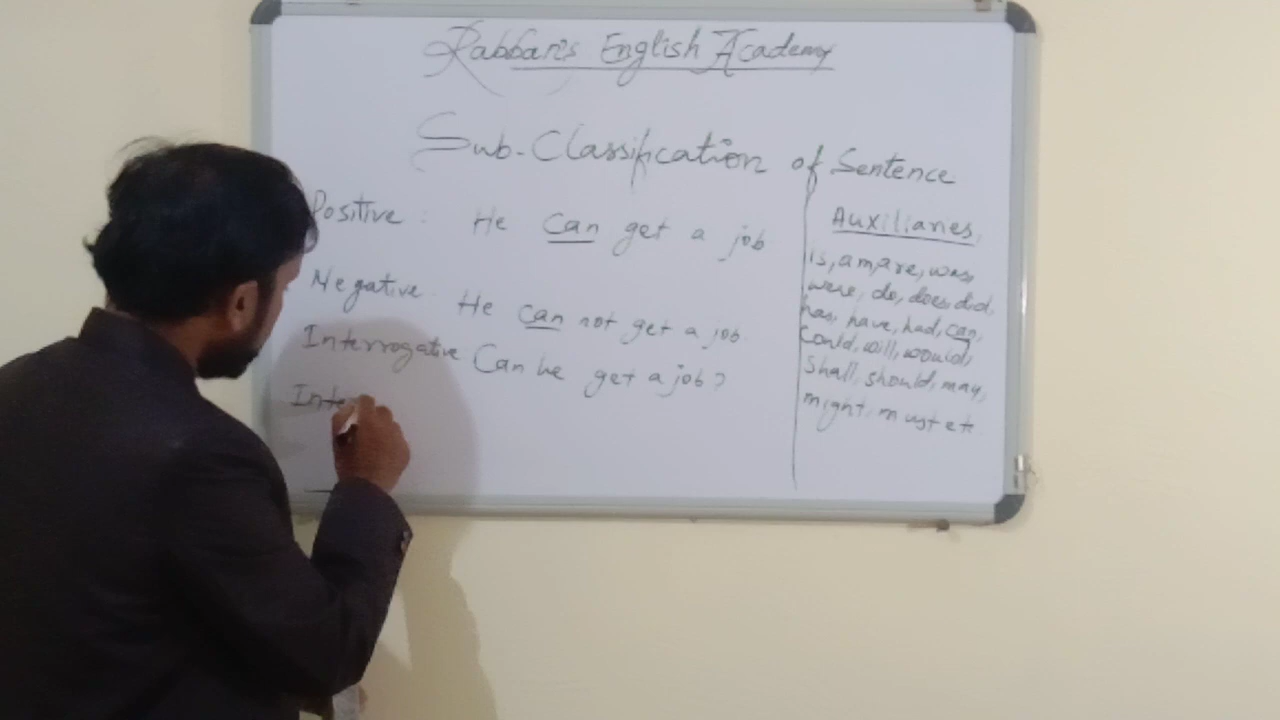 Rabbani's English Academy
Sub-Classification of Sentence
Positive : He can get a job
Negative. He can not get a job.
Interrogative Can he get a job?
Inte
Auxiliaries,
is, am, are, was,
were, do, does, did,
has, have, had, can,
Could, will, would,
Shall, should, may,
might, must etc.